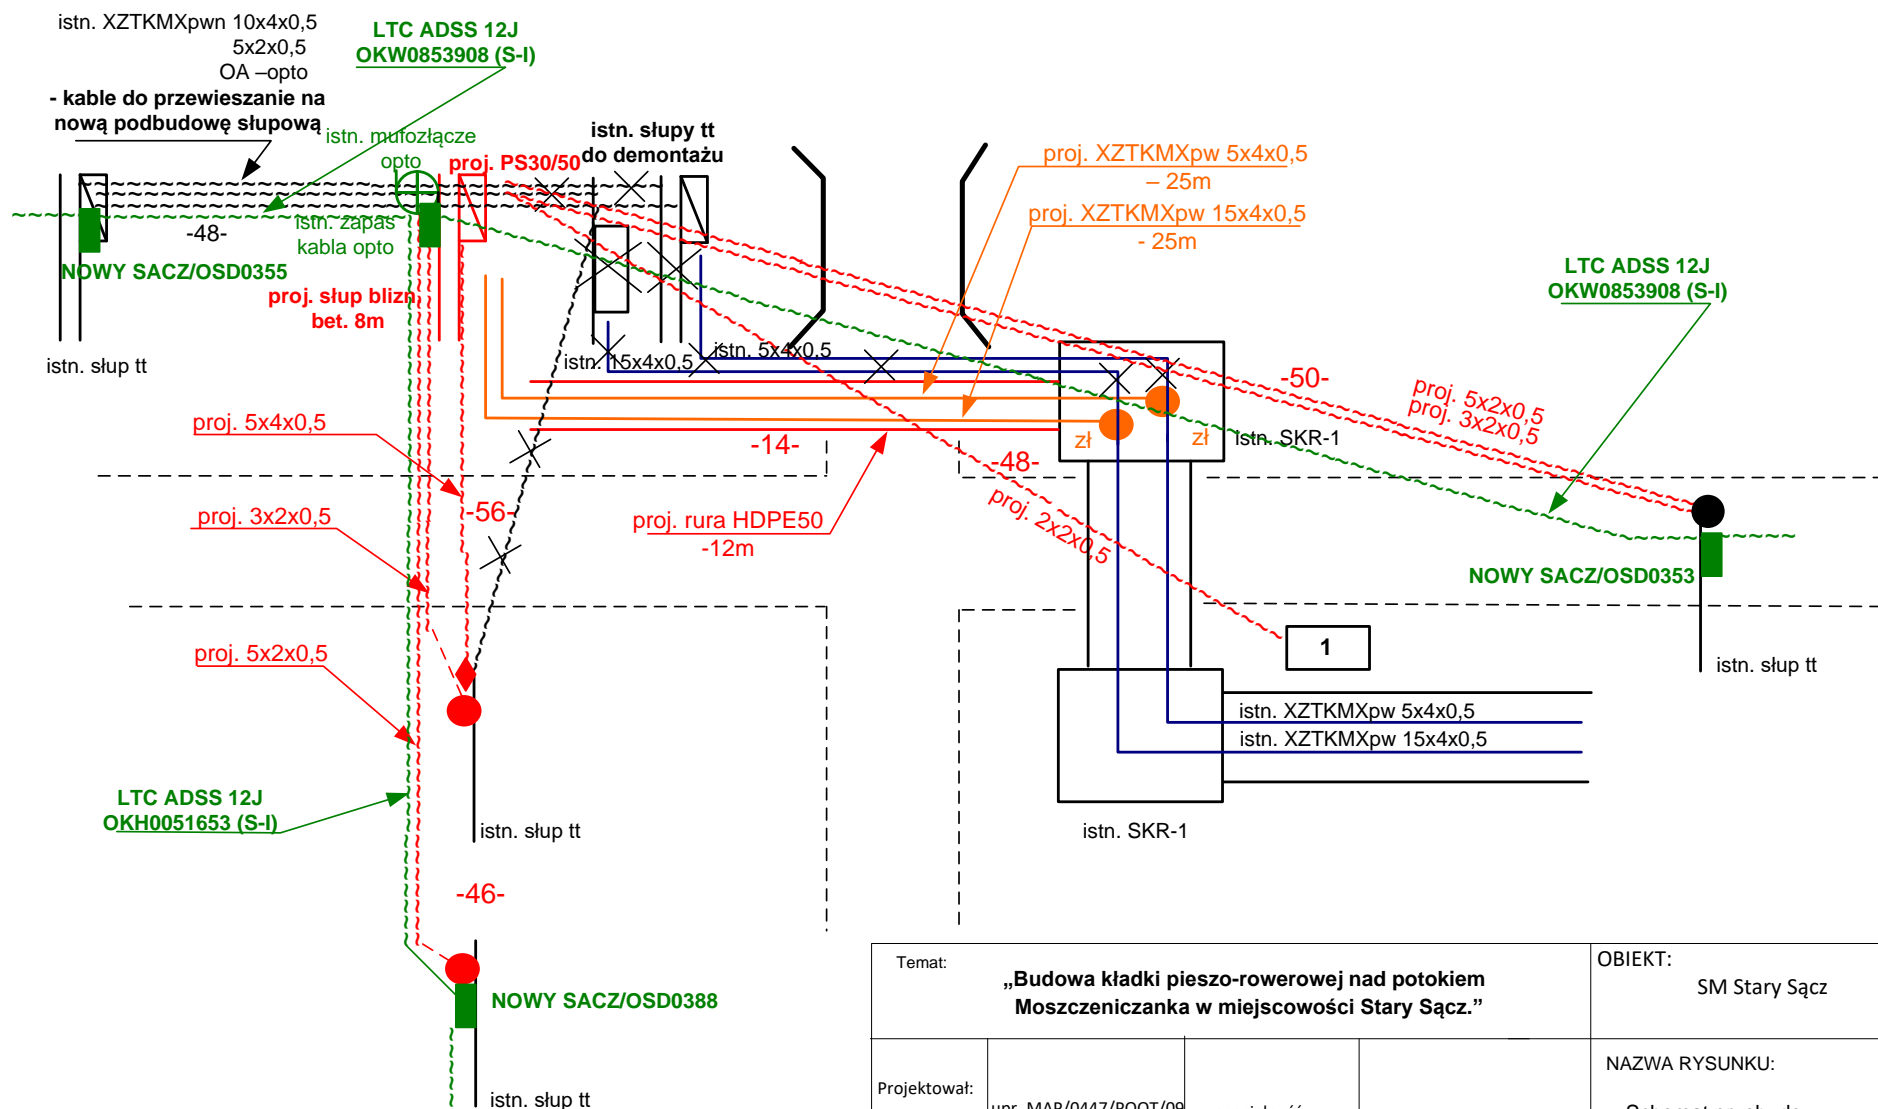 istn. XZTKMXpwn 10x4x0,5
5x2x0,5
OA –opto
- kable do przewieszanie na
nową podbudowę słupową
LTC ADSS 12J
OKW0853908 (S-I)
istn. mufozłącze
opto
proj. PS30/50
istn. słupy tt
do demontażu
proj. XZTKMXpw 5x4x0,5
– 25m
proj. XZTKMXpw 15x4x0,5
- 25m
-48-
istn. zapas
kabla opto
NOWY SACZ/OSD0355
proj. słup blizn.
bet. 8m
LTC ADSS 12J
OKW0853908 (S-I)
istn. słup tt
istn. 15x4x0,5
istn. 5x4x0.5
-50-
proj. 5x2x0,5
proj. 3x2x0,5
proj. 5x4x0,5
-14-
zł
zł
istn. SKR-1
-48-
proj. 2x2x0,5
-56-
proj. 3x2x0,5
proj. rura HDPE50
-12m
NOWY SACZ/OSD0353
1
proj. 5x2x0,5
istn. słup tt
istn. XZTKMXpw 5x4x0,5
istn. XZTKMXpw 15x4x0,5
LTC ADSS 12J
OKH0051653 (S-I)
istn. słup tt
istn. SKR-1
-46-
NOWY SACZ/OSD0388
istn. słup tt
Temat:
„Budowa kładki pieszo-rowerowej nad potokiem
Moszczeniczanka w miejscowości Stary Sącz.”
OBIEKT:
SM Stary Sącz
Projektował:
upr. MAP/0447/POOT/09
NAZWA RYSUNKU: